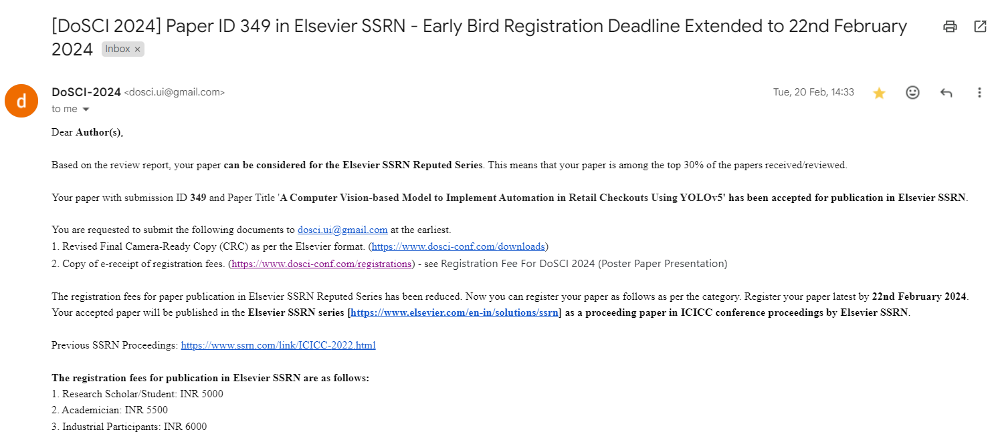 [DoSCI 2024] Paper ID 349 in Elsevier SSRN - Early Bird Registration Deadline Extended to 22nd February
2024 Inbox ×
d
DoSCI-2024 <dosci.ui@gmail.com> Tue, 20 Feb, 14:33
to me
Dear Author(s),
Based on the review report, your paper can be considered for the Elsevier SSRN Reputed Series. This means that your paper is among the top 30% of the papers received/reviewed.
Your paper with submission ID 349 and Paper Title 'A Computer Vision-based Model to Implement Automation in Retail Checkouts Using YOLOv5' has been accepted for publication in Elsevier SSRN.
You are requested to submit the following documents to dosci.ui@gmail.com at the earliest.
1. Revised Final Camera-Ready Copy (CRC) as per the Elsevier format. (https://www.dosci-conf.com/downloads)
2. Copy of e-receipt of registration fees. (https://www.dosci-conf.com/registrations) - see Registration Fee For DoSCI 2024 (Poster Paper Presentation)
The registration fees for paper publication in Elsevier SSRN Reputed Series has been reduced. Now you can register your paper as follows as per the category. Register your paper latest by 22nd February 2024.
Your accepted paper will be published in the Elsevier SSRN series [https://www.elsevier.com/en-in/solutions/ssrn] as a proceeding paper in ICICC conference proceedings by Elsevier SSRN.
Previous SSRN Proceedings: https://www.ssrn.com/link/ICICC-2022.html
The registration fees for publication in Elsevier SSRN are as follows:
1. Research Scholar/Student: INR 5000
2. Academician: INR 5500
3. Industrial Participants: INR 6000